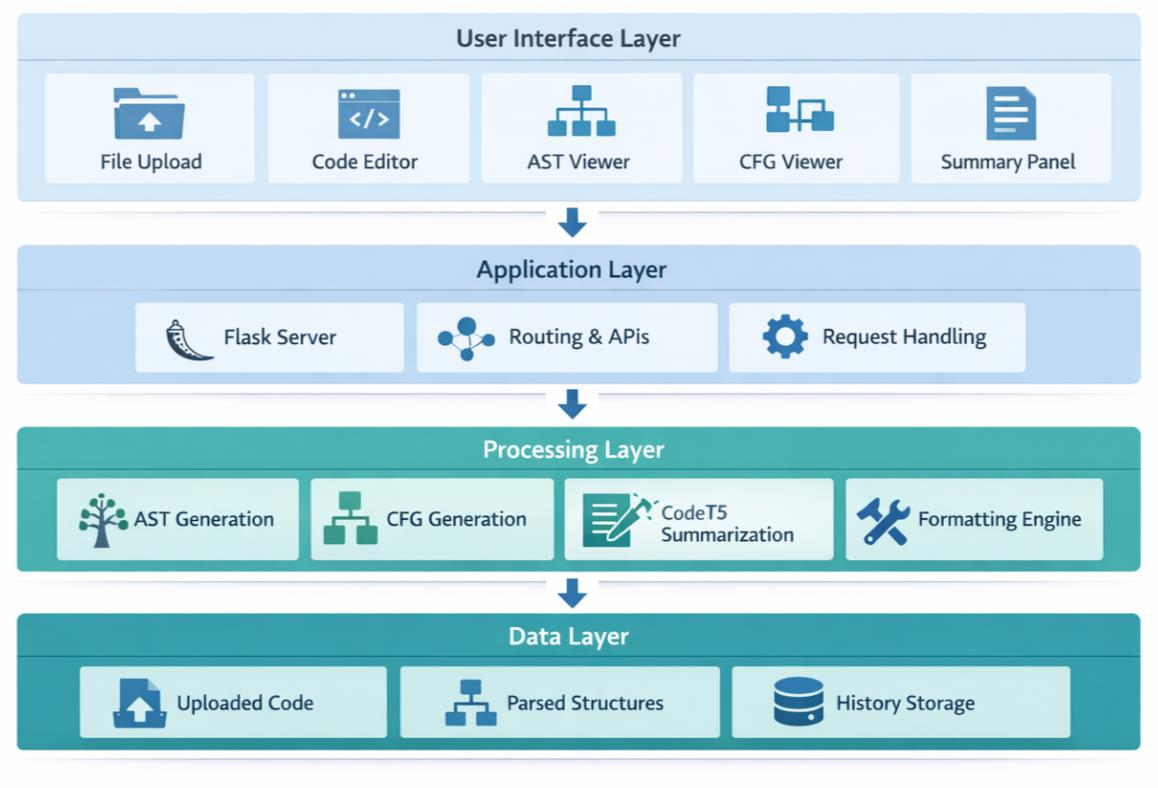 User Interface Layer
File Upload
</>
Code Editor
AST Viewer
CFG Viewer
Summary Panel
Application Layer
Flask Server
Routing & APIs
Request Handling
Processing Layer
AST Generation
CFG Generation
CodeT5
Summarization
Formatting Engine
Data Layer
Uploaded Code
Parsed Structures
History Storage